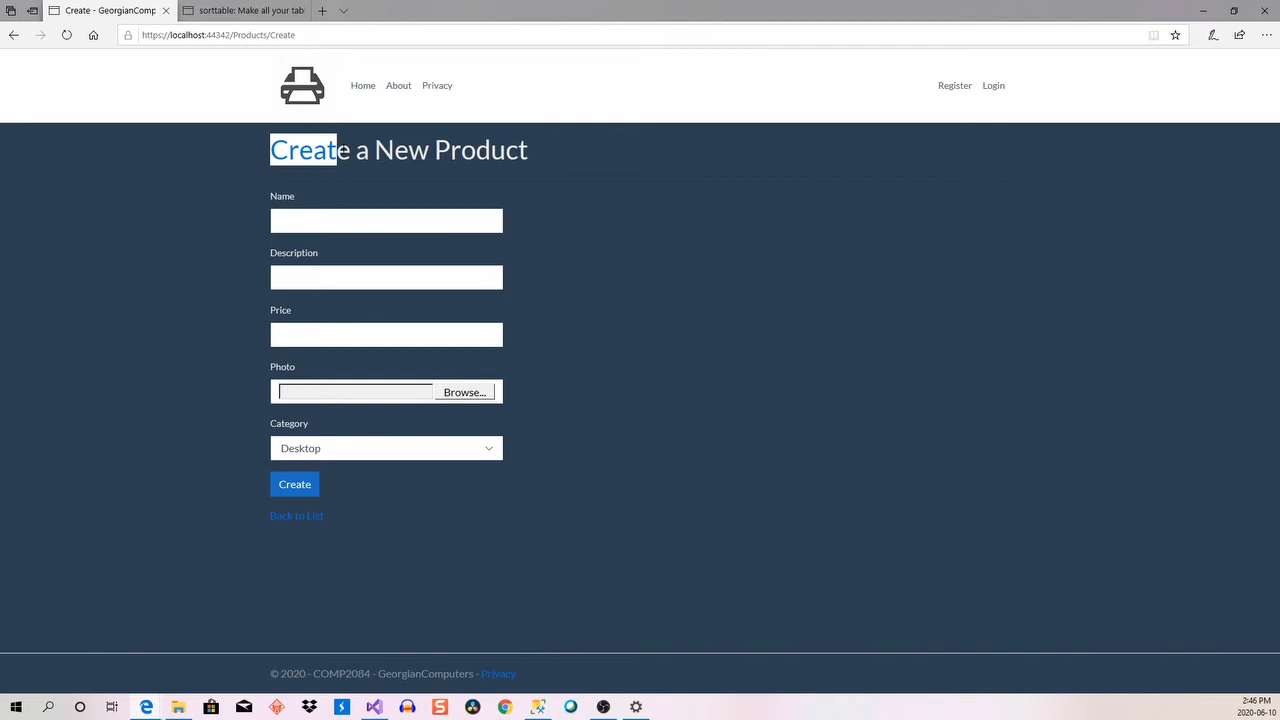 Create - GeorgianComp
sorttable: Make all your tab
https://localhost:44342/Products/Create
Home About Privacy Register Login
Create a New Product
Name
Description
Price
Photo
Browse...
Category
Desktop
Create
Back to List
© 2020 - COMP2084 - GeorgianComputers - Privacy
2:46 PM
2020-06-10